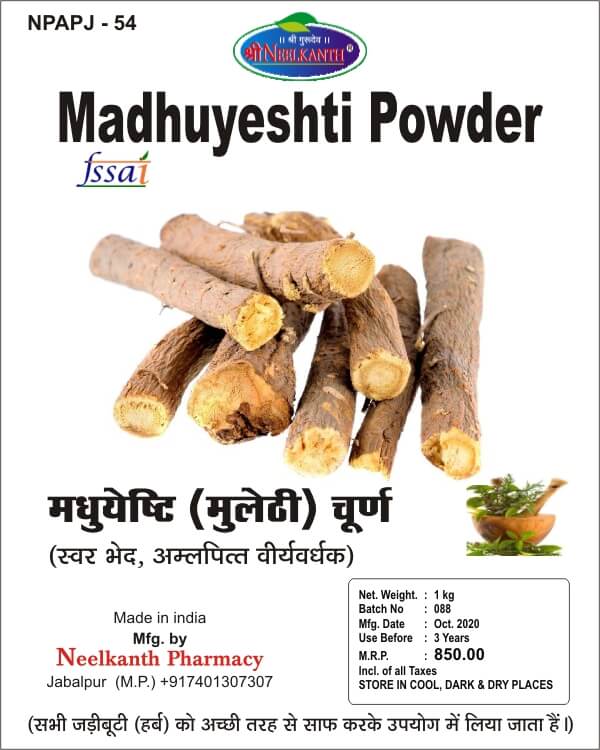 NPAPJ - 54
।। श्री गुरूदेव ।।
श्री NEELKANTH ®
Madhuyeshti Powder
fssai
मधुयेष्टि (मुलेठी) चूर्ण
(स्वर भेद, अम्लपित्त वीर्यवर्धक)
Made in india
Mfg. by
Neelkanth Pharmacy
Jabalpur (M.P.) +917401307307
Net. Weight. : 1 kg
Batch No : 088
Mfg. Date : Oct. 2020
Use Before : 3 Years
M.R.P. : 850.00
Incl. of all Taxes
STORE IN COOL, DARK & DRY PLACES
(सभी जड़ीबूटी (हर्ब) को अच्छी तरह से साफ करके उपयोग में लिया जाता हैं।)